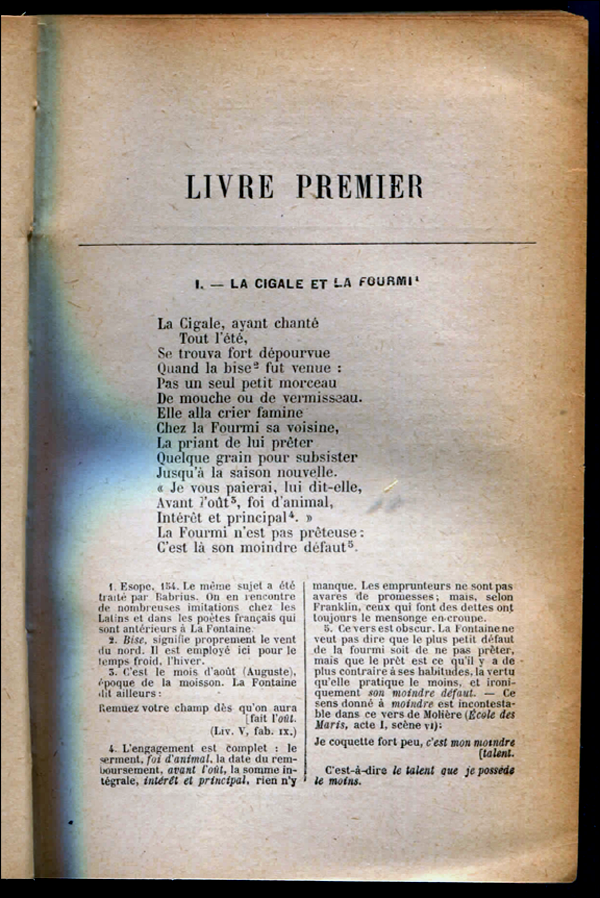 LIVRE PREMIER
I. — LA CIGALE ET LA FOURMI¹
La Cigale, ayant chanté
Tout l'été,
Se trouva fort dépourvue
Quand la bise² fut venue :
Pas un seul petit morceau
De mouche ou de vermisseau.
Elle alla crier famine
Chez la Fourmi sa voisine,
La priant de lui prêter
Quelque grain pour subsister
Jusqu'à la saison nouvelle.
« Je vous paierai, lui dit-elle,
Avant l'oût³, foi d'animal,
Intérêt et principal⁴. »
La Fourmi n'est pas prêteuse :
C'est là son moindre défaut⁵.
1. Esope, 134. Le même sujet a été
traité par Babrius. On en rencontre
de nombreuses imitations chez les
Latins et dans les poètes français qui
sont antérieurs à La Fontaine.
2. Bise, signifie proprement le vent
du nord. Il est employé ici pour le
temps froid, l'hiver.
3. C'est le mois d'août (Auguste),
époque de la moisson. La Fontaine
dit ailleurs :
Remuez votre champ dès qu'on aura
[fait l'oût.
(Liv. V, fab. IX.)
4. L'engagement est complet : le
serment, foi d'animal, la date du rem-
boursement, avant l'oût, la somme in-
tégrale, intérêt et principal, rien n'y
manque. Les emprunteurs ne sont pas
avares de promesses ; mais, selon
Franklin, ceux qui font des dettes ont
toujours le mensonge en croupe.
5. Ce vers est obscur. La Fontaine ne
veut pas dire que le plus petit défaut
de la fourmi soit de ne pas prêter,
mais que le prêt est ce qu'il y a de
plus contraire à ses habitudes, la vertu
qu'elle pratique le moins, et ironi-
quement son moindre défaut. — Ce
sens donné à moindre est incontesta-
ble dans ce vers de Molière (École des
Maris, acte I, scène VI) :
Je coquette fort peu, c'est mon moindre
[talent.
C'est-à-dire le talent que je possède
le moins.